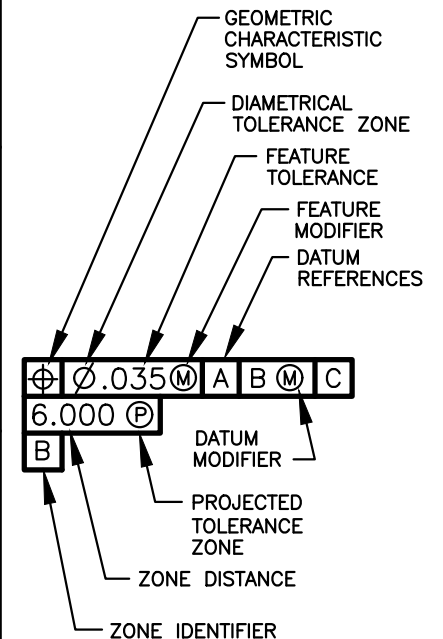 GEOMETRIC
CHARACTERISTIC
SYMBOL
DIAMETRICAL
TOLERANCE ZONE
FEATURE
TOLERANCE
FEATURE
MODIFIER
DATUM
REFERENCES
⌖ ∅.035Ⓜ A B Ⓜ C
6.000 Ⓟ
B
DATUM
MODIFIER
PROJECTED
TOLERANCE
ZONE
ZONE DISTANCE
ZONE IDENTIFIER